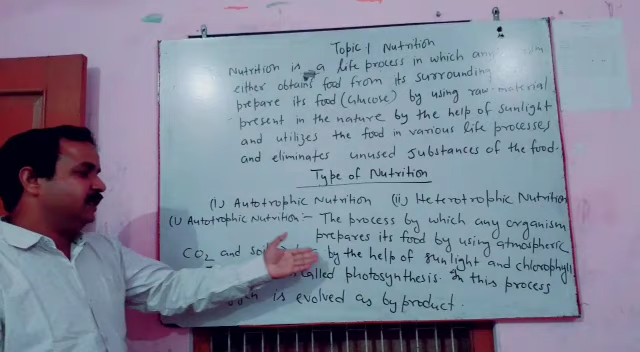 Topic 1 Nutrition
Nutrition is a life process in which any
either obtains food from its surrounding
prepare its food (Glucose) by using raw-material
present in the nature by the help of sunlight
and utilizes the food in various life processes
and eliminates unused substances of the food.
Type of Nutrition
(i) Autotrophic Nutrition (ii) Heterotrophic Nutrition
(i) Autotrophic Nutrition:- The process by which any organism
prepares its food by using atmospheric
CO2 and soil by the help of sunlight and chlorophyll
called photosynthesis. In this process
is evolved as by product.